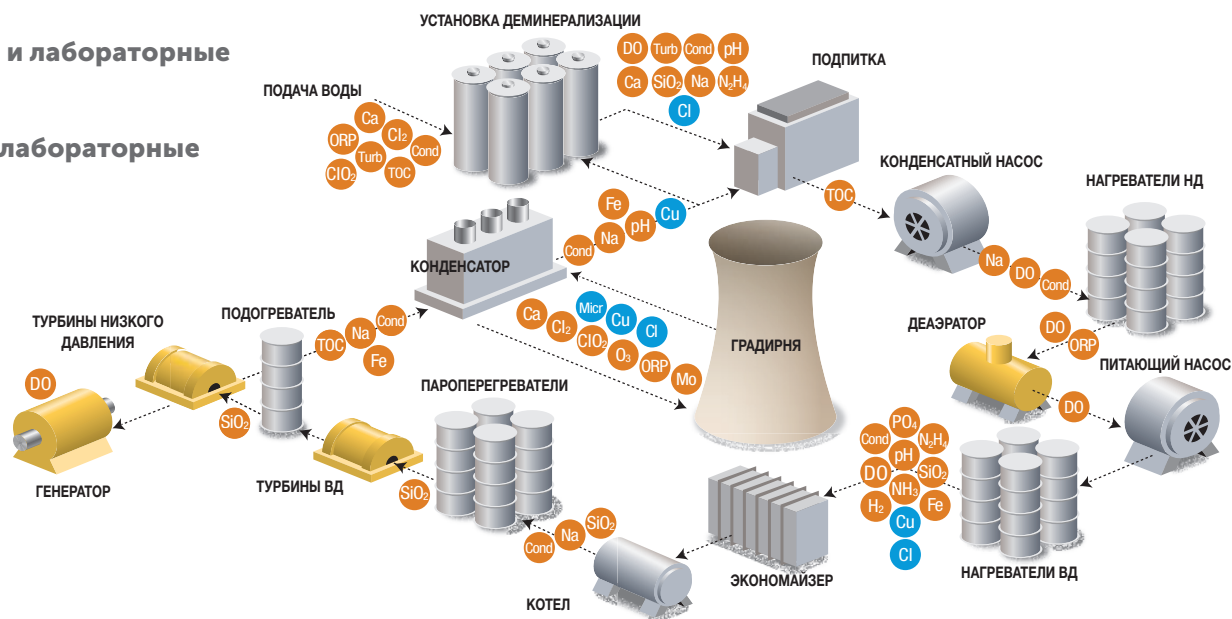 и лабораторные
лабораторные
УСТАНОВКА ДЕМИНЕРАЛИЗАЦИИ
DO Turb Cond pH
Ca SiO₂ Na N₂H₄
Cl
ПОДПИТКА
ПОДАЧА ВОДЫ
Ca
ORP Cl₂
Turb Cond
ClO₂ TOC
КОНДЕНСАТНЫЙ НАСОС
TOC
НАГРЕВАТЕЛИ НД
Fe
Cu
pH
Na
Cond
Na
DO
Cond
КОНДЕНСАТОР
ПОДОГРЕВАТЕЛЬ
ТУРБИНЫ НИЗКОГО
ДАВЛЕНИЯ
Cond
Na
TOC
Fe
Micr
Ca Cu
Cl₂ Cl
ClO₂
O₃
ORP
Mo
ГРАДИРНЯ
DO
ORP
ДЕАЭРАТОР
ПИТАЮЩИЙ НАСОС
DO
DO
SiO₂
ПАРОПЕРЕГРЕВАТЕЛИ
PO₄
Cond N₂H₄
pH
DO SiO₂
NH₃
H₂ Fe
Cu
Cl
ГЕНЕРАТОР
ТУРБИНЫ ВД
SiO₂
SiO₂
Na
Cond
КОТЕЛ
ЭКОНОМАЙЗЕР
НАГРЕВАТЕЛИ ВД